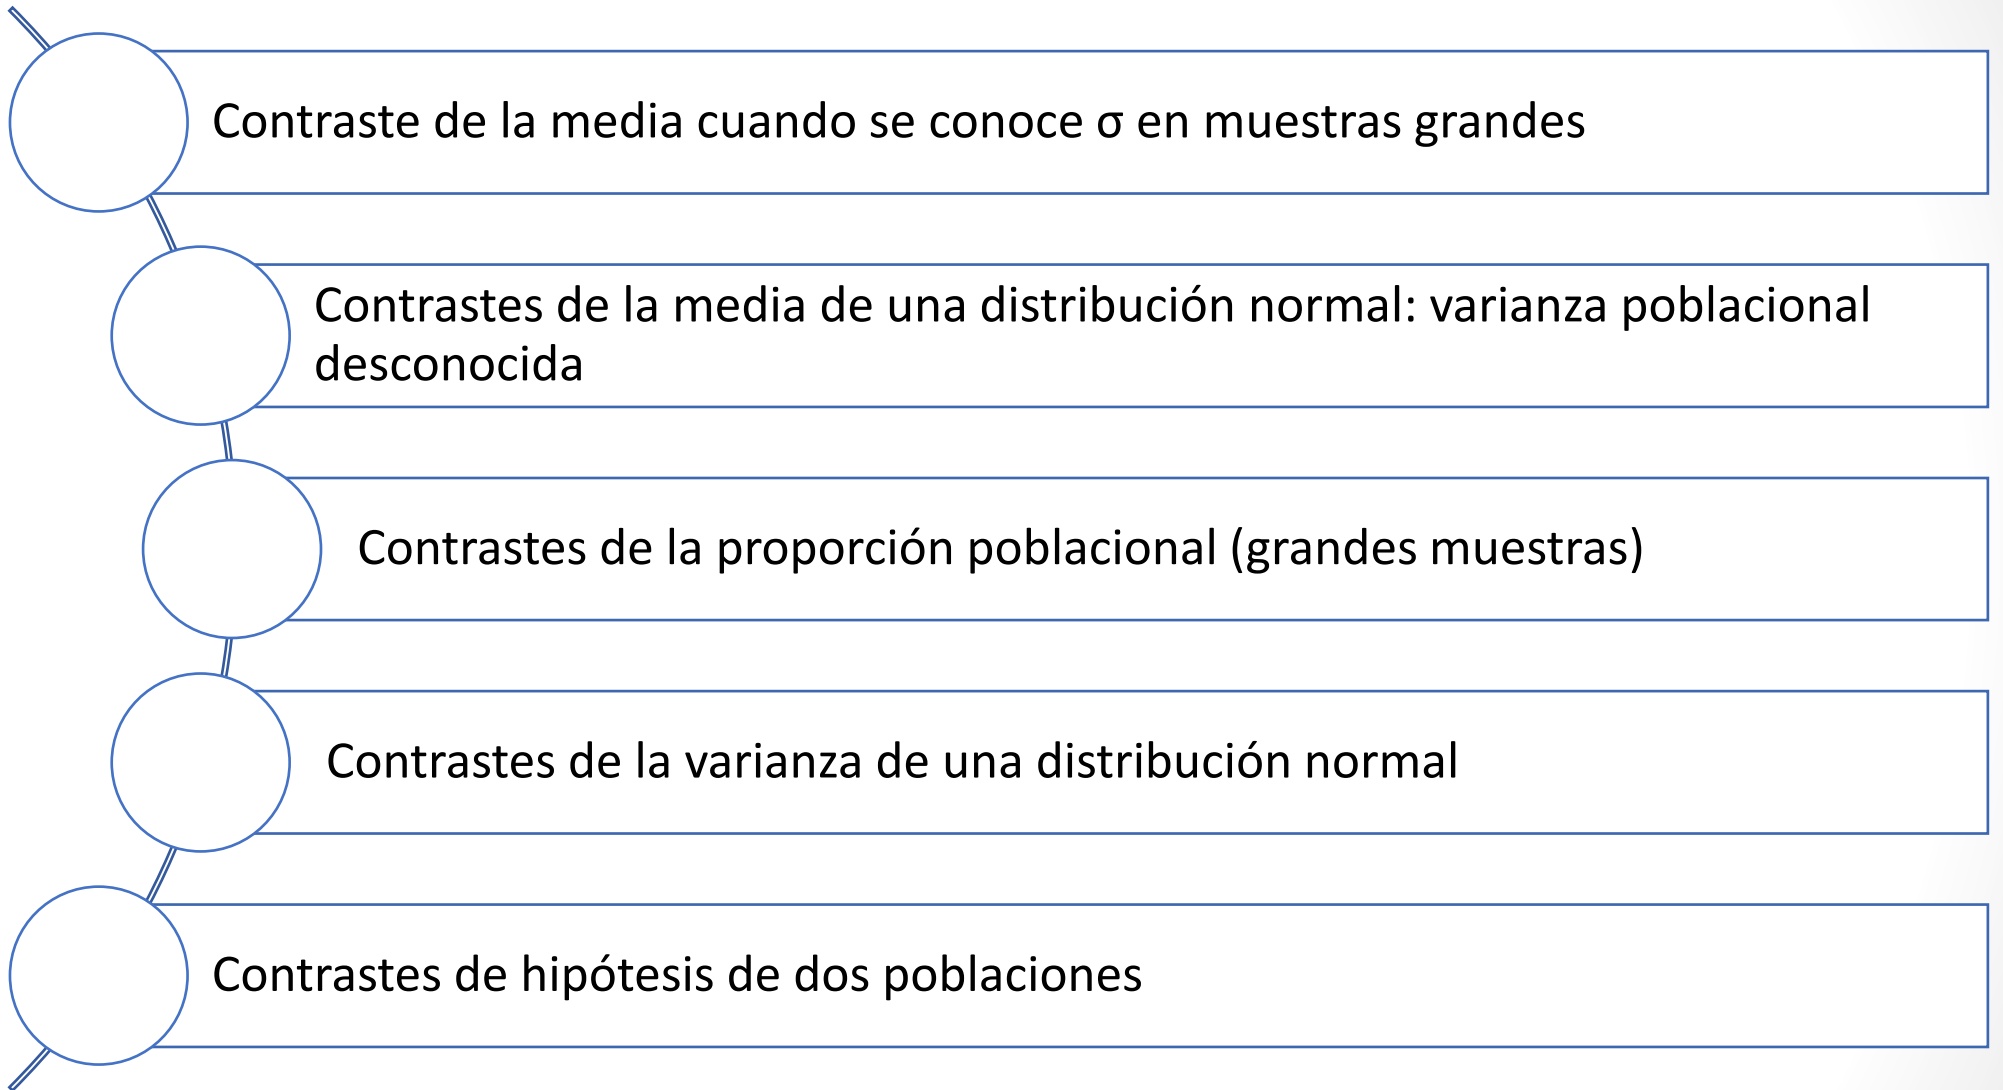 Contraste de la media cuando se conoce σ en muestras grandes
Contrastes de la media de una distribución normal: varianza poblacional
desconocida
Contrastes de la proporción poblacional (grandes muestras)
Contrastes de la varianza de una distribución normal
Contrastes de hipótesis de dos poblaciones